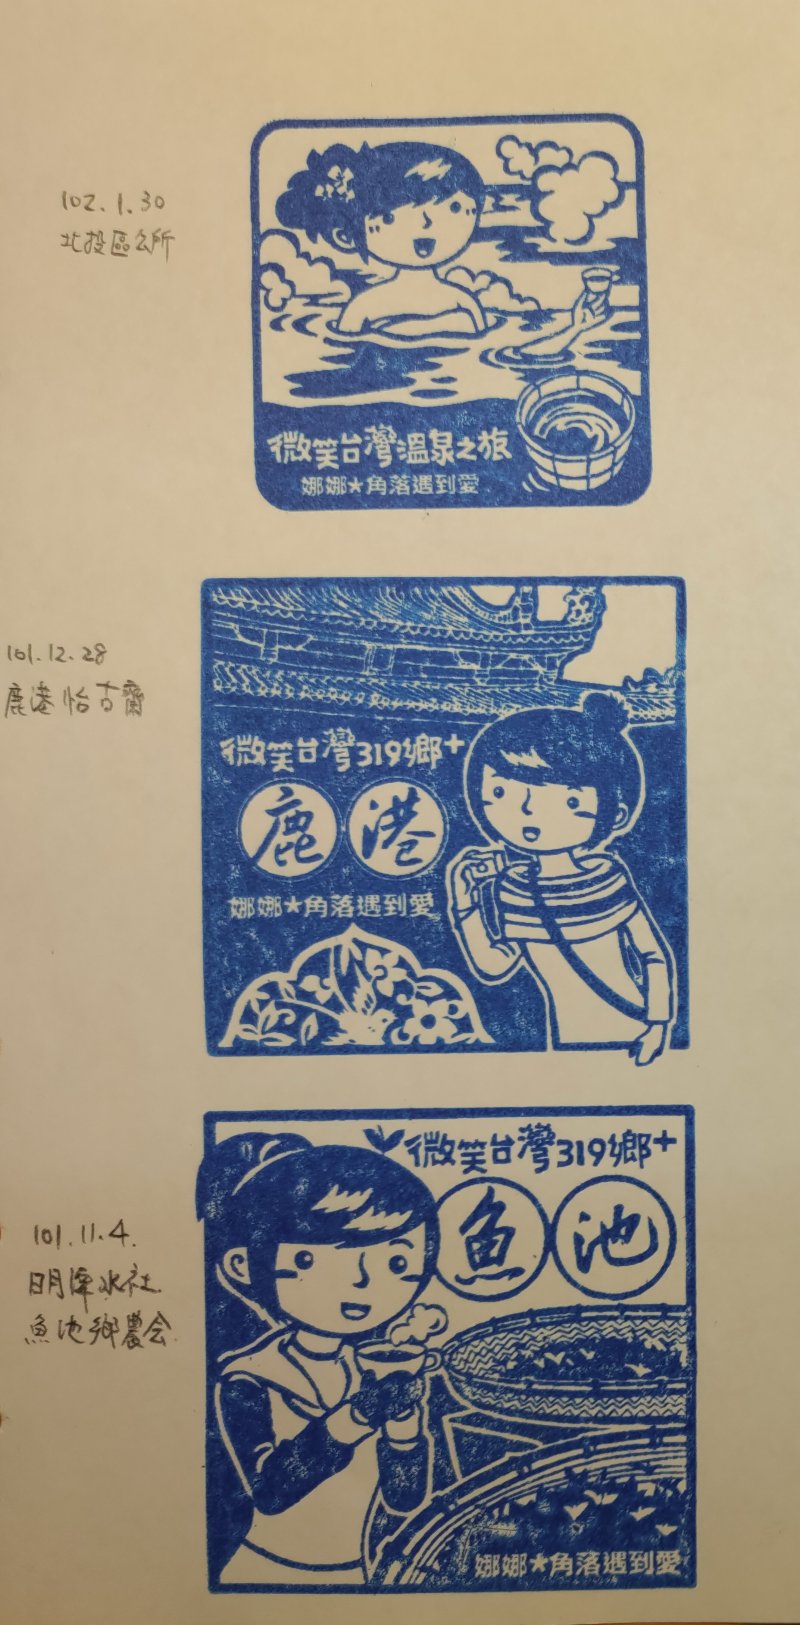 102.1.30
北投區公所
微笑台灣溫泉之旅
娜娜★角落遇到愛
101.12.28
鹿港怡古齋
微笑台灣319鄉+
鹿港
娜娜★角落遇到愛
101.11.4.
日月潭水社
魚池鄉農会
微笑台灣319鄉+
魚池
娜娜★角落遇到愛